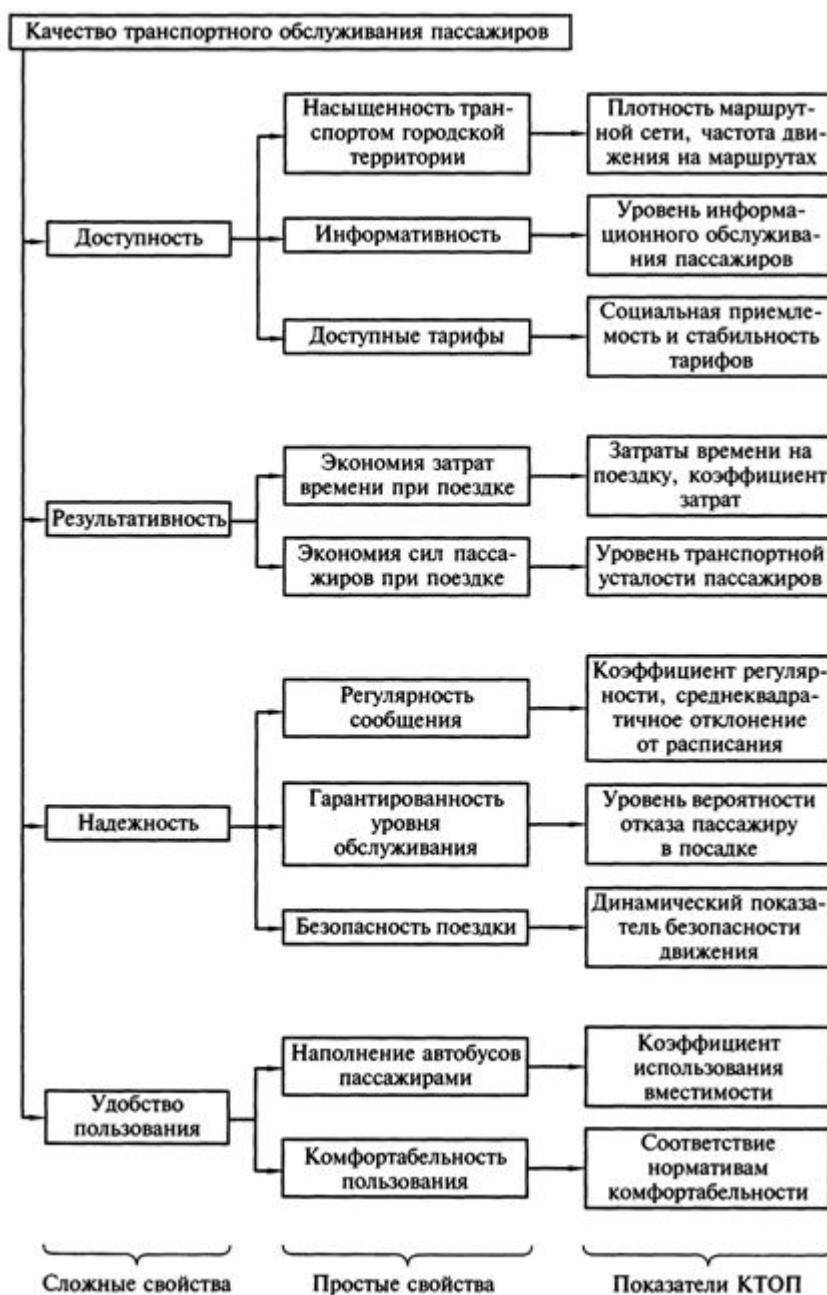 Качество транспортного обслуживания пассажиров
Насыщенность тран-
спортом городской
территории
Плотность маршрут-
ной сети, частота дви-
жения на маршрутах
Доступность
Информативность
Уровень информа-
ционного обслужива-
ния пассажиров
Доступные тарифы
Социальная приемле-
мость и стабильность
тарифов
Результативность
Экономия затрат
времени при поездке
Затраты времени на
поездку, коэффициент
затрат
Экономия сил пасса-
жиров при поездке
Уровень транспортной
усталости пассажиров
Надежность
Регулярность
сообщения
Коэффициент регуляр-
ности, среднеквадра-
тичное отклонение
от расписания
Гарантированность
уровня
обслуживания
Уровень вероятности
отказа пассажиру
в посадке
Безопасность поездки
Динамический показа-
тель безопасности
движения
Удобство
пользования
Наполнение автобусов
пассажирами
Коэффициент
использования
вместимости
Комфортабельность
пользования
Соответствие
нормативам
комфортабельности
Сложные свойства
Простые свойства
Показатели КТОП